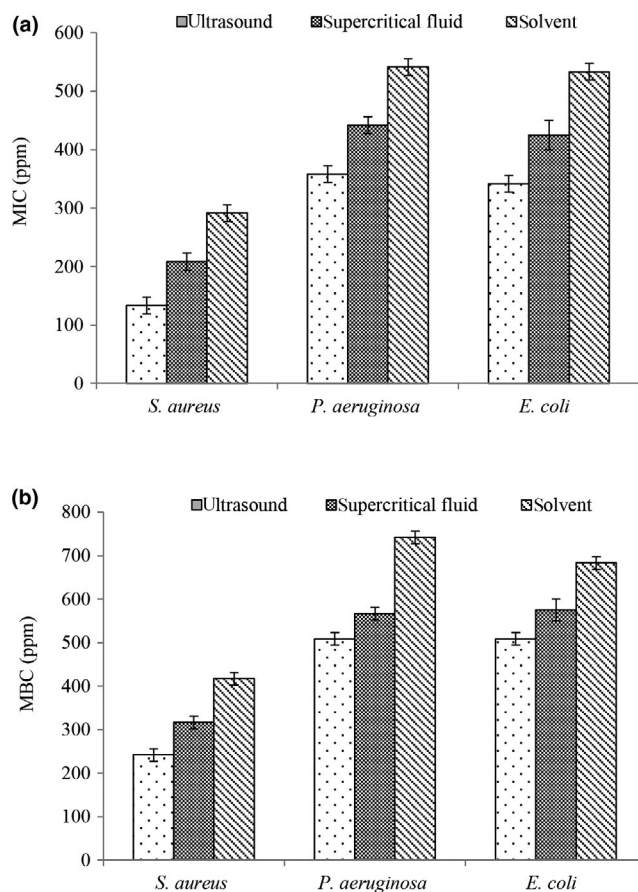 (a)
Ultrasound Supercritical fluid Solvent
600
500
400
300
200
100
0
MIC (ppm)
S. aureus P. aeruginosa E. coli
(b)
Ultrasound Supercritical fluid Solvent
800
700
600
500
400
300
200
100
0
MBC (ppm)
S. aureus P. aeruginosa E. coli